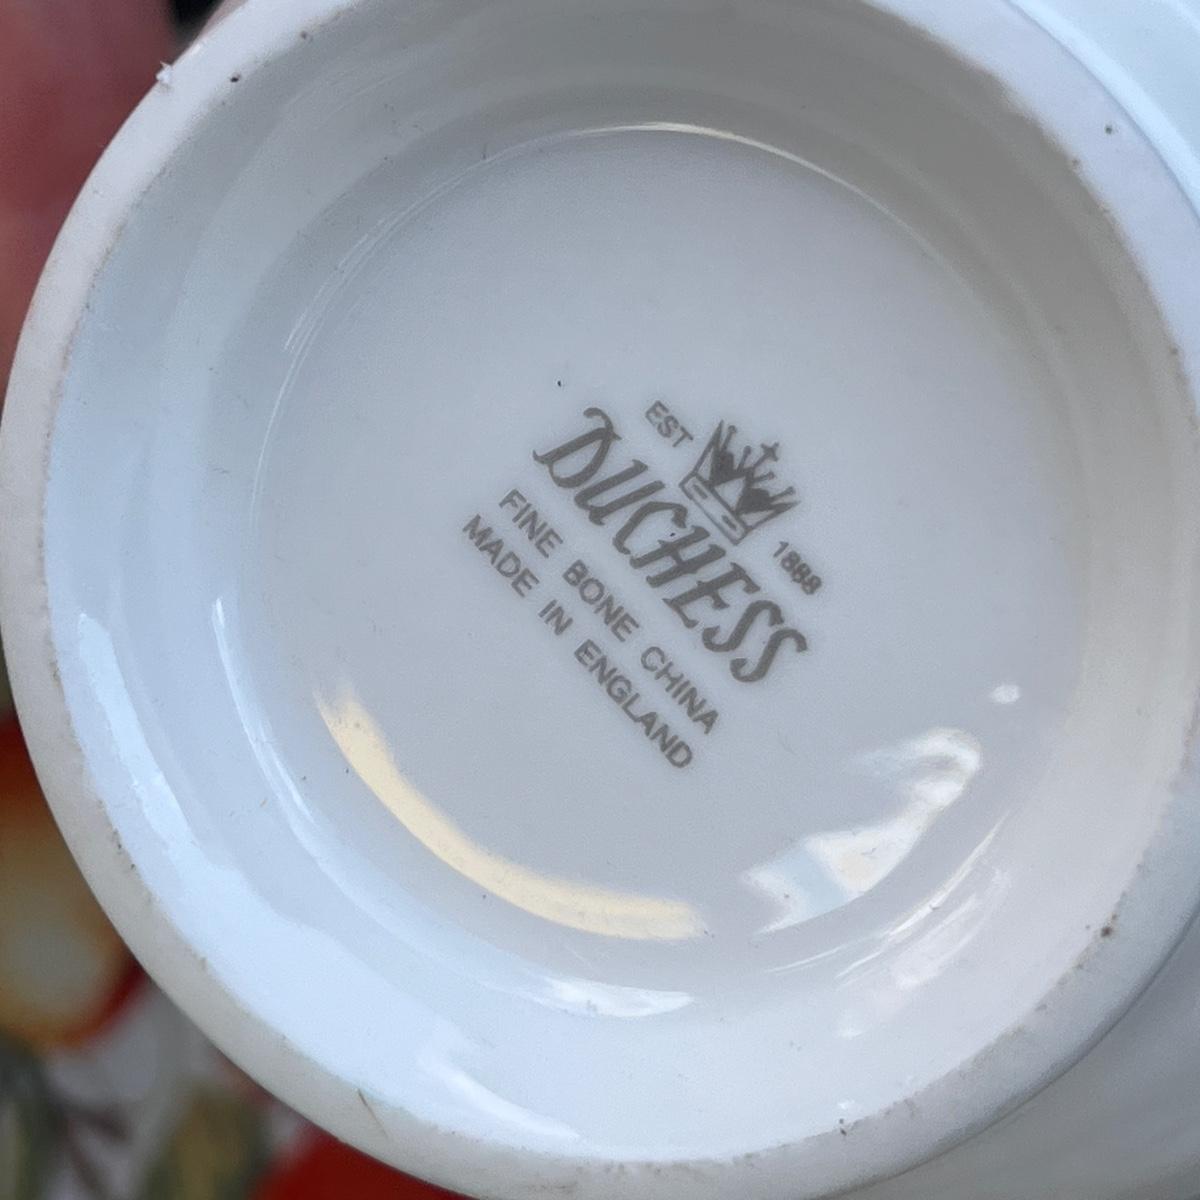 EST 1888
DUCHESS
FINE BONE CHINA
MADE IN ENGLAND